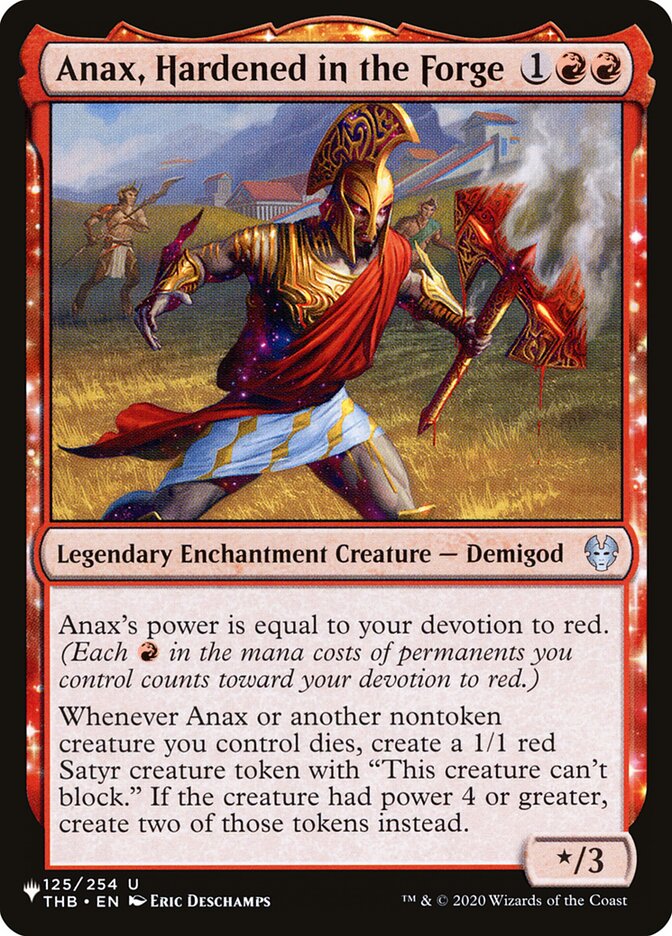 Anax, Hardened in the Forge 1
Legendary Enchantment Creature — Demigod
Anax's power is equal to your devotion to red.
(Each in the mana costs of permanents you
control counts toward your devotion to red.)
Whenever Anax or another nontoken
creature you control dies, create a 1/1 red
Satyr creature token with “This creature can't
block.” If the creature had power 4 or greater,
create two of those tokens instead.
*/3
125/254 U
THB • EN Eric Deschamps
™ & © 2020 Wizards of the Coast